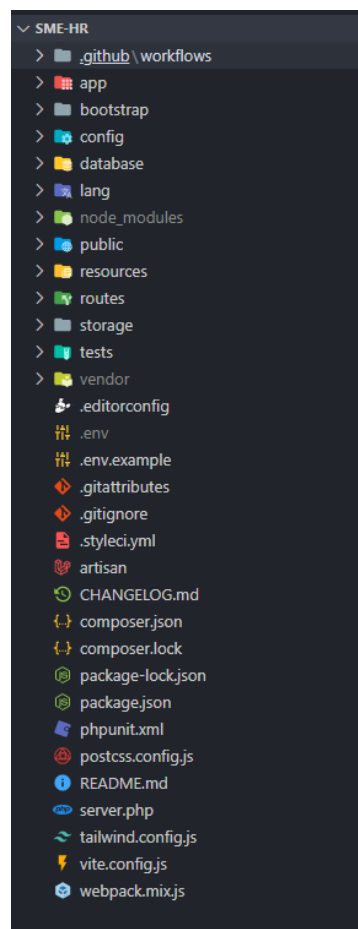 SME-HR
.github\workflows
app
bootstrap
config
database
lang
node_modules
public
resources
routes
storage
tests
vendor
.editorconfig
.env
.env.example
.gitattributes
.gitignore
.styleci.yml
artisan
CHANGELOG.md
composer.json
composer.lock
package-lock.json
package.json
phpunit.xml
postcss.config.js
README.md
server.php
tailwind.config.js
vite.config.js
webpack.mix.js